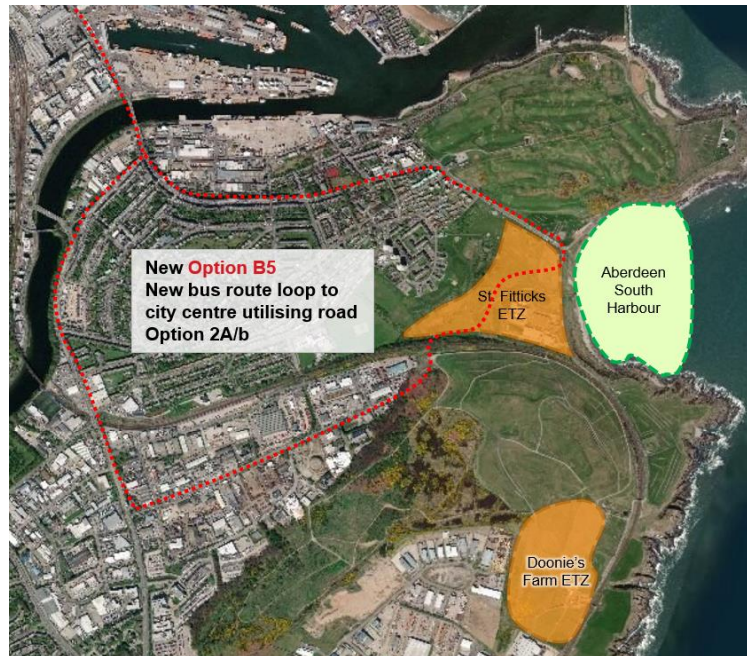 New Option B5
New bus route loop to
city centre utilising road
Option 2A/b
St. Fitticks
ETZ
Aberdeen
South
Harbour
Doonie's
Farm ETZ